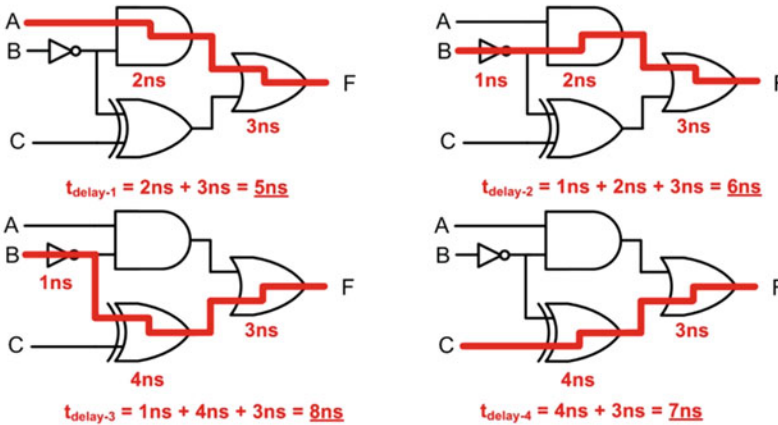 A
B
C
2ns
3ns
F
t_delay-1 = 2ns + 3ns = 5ns
A
B
C
1ns
2ns
3ns
F
t_delay-2 = 1ns + 2ns + 3ns = 6ns
A
B
1ns
C
4ns
3ns
F
t_delay-3 = 1ns + 4ns + 3ns = 8ns
A
B
C
4ns
3ns
F
t_delay-4 = 4ns + 3ns = 7ns